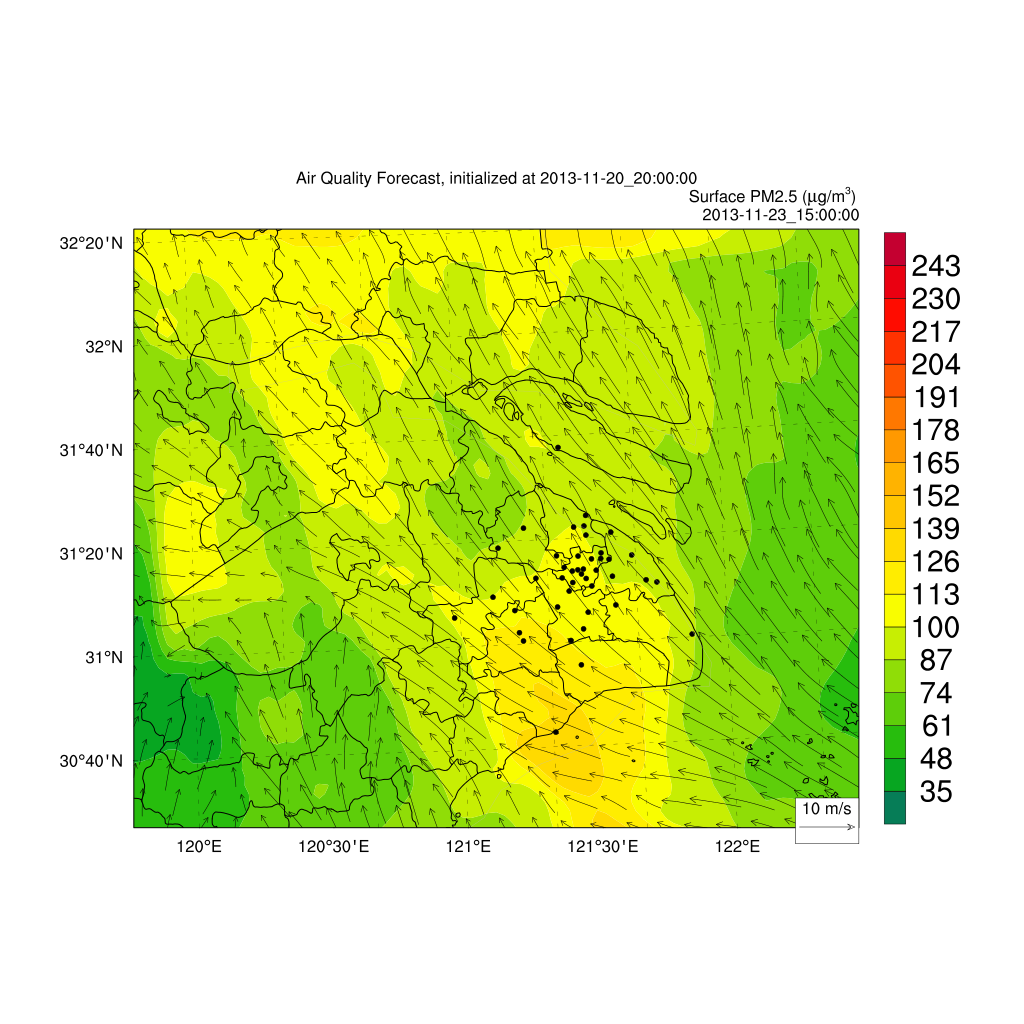 Air Quality Forecast, initialized at 2013-11-20_20:00:00
Surface PM2.5 (μg/m³)
2013-11-23_15:00:00
32°20'N
32°N
31°40'N
31°20'N
31°N
30°40'N
120°E
120°30'E
121°E
121°30'E
122°E
10 m/s
243
230
217
204
191
178
165
152
139
126
113
100
87
74
61
48
35